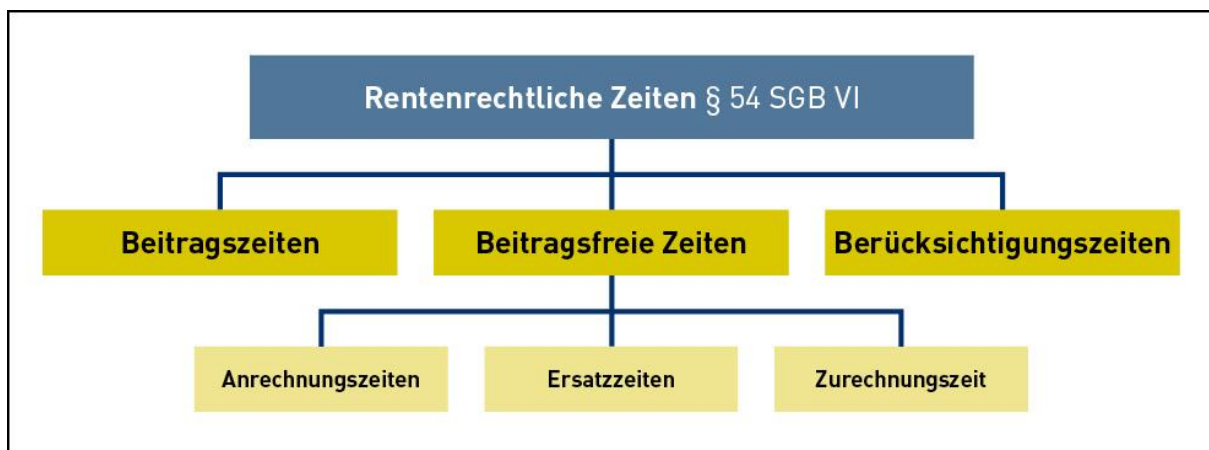 Rentenrechtliche Zeiten § 54 SGB VI
Beitragszeiten
Beitragsfreie Zeiten
Berücksichtigungszeiten
Anrechnungszeiten
Ersatzzeiten
Zurechnungszeit